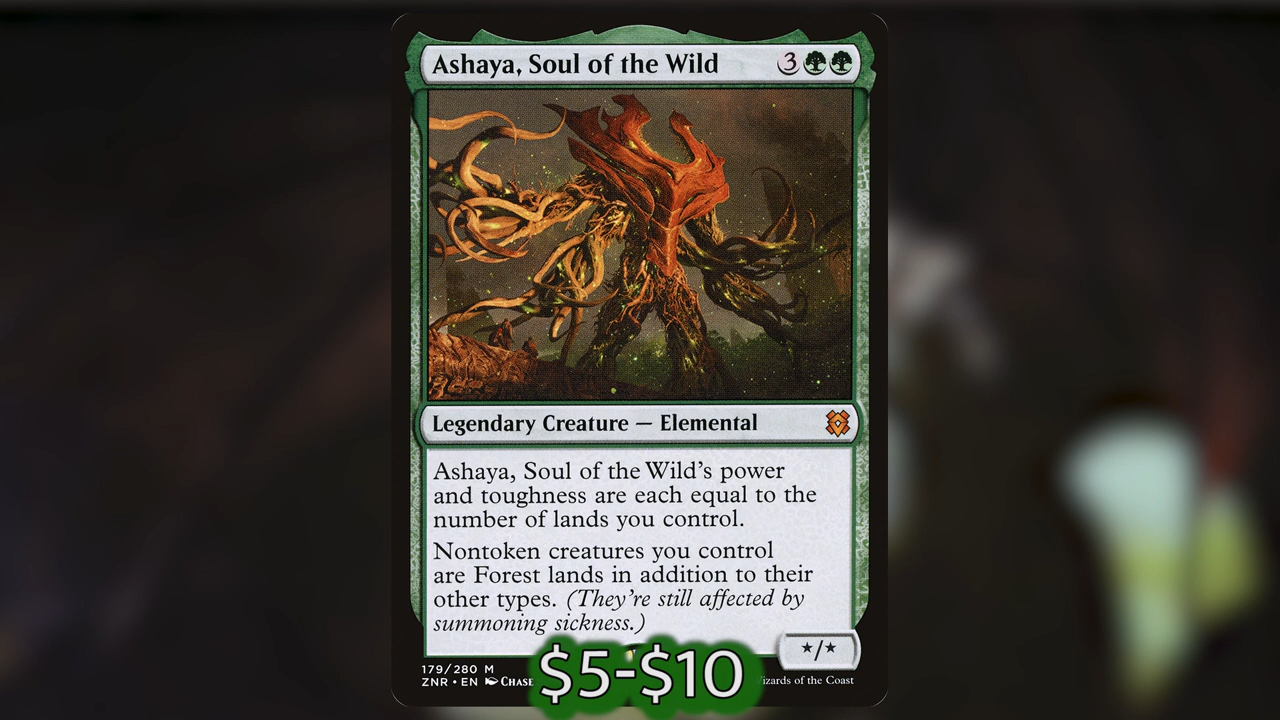 Ashaya, Soul of the Wild 3
Legendary Creature — Elemental
Ashaya, Soul of the Wild's power
and toughness are each equal to the
number of lands you control.
Nontoken creatures you control
are Forest lands in addition to their
other types. (They're still affected by
summoning sickness.)
★/★
179/280 M
ZNR • EN CHASE
$5-$10
of the Coast